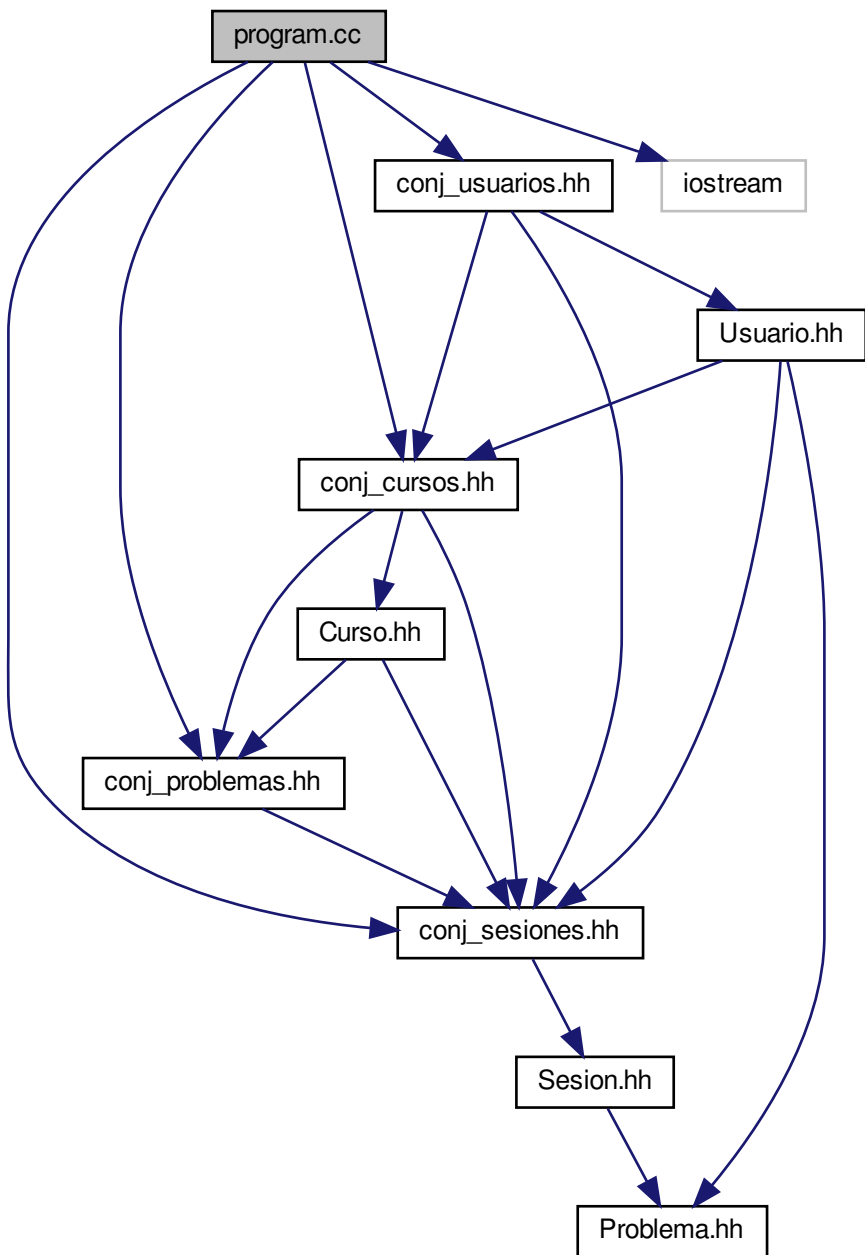 program.cc
conj_usuarios.hh
iostream
Usuario.hh
conj_cursos.hh
Curso.hh
conj_problemas.hh
conj_sesiones.hh
Sesion.hh
Problema.hh